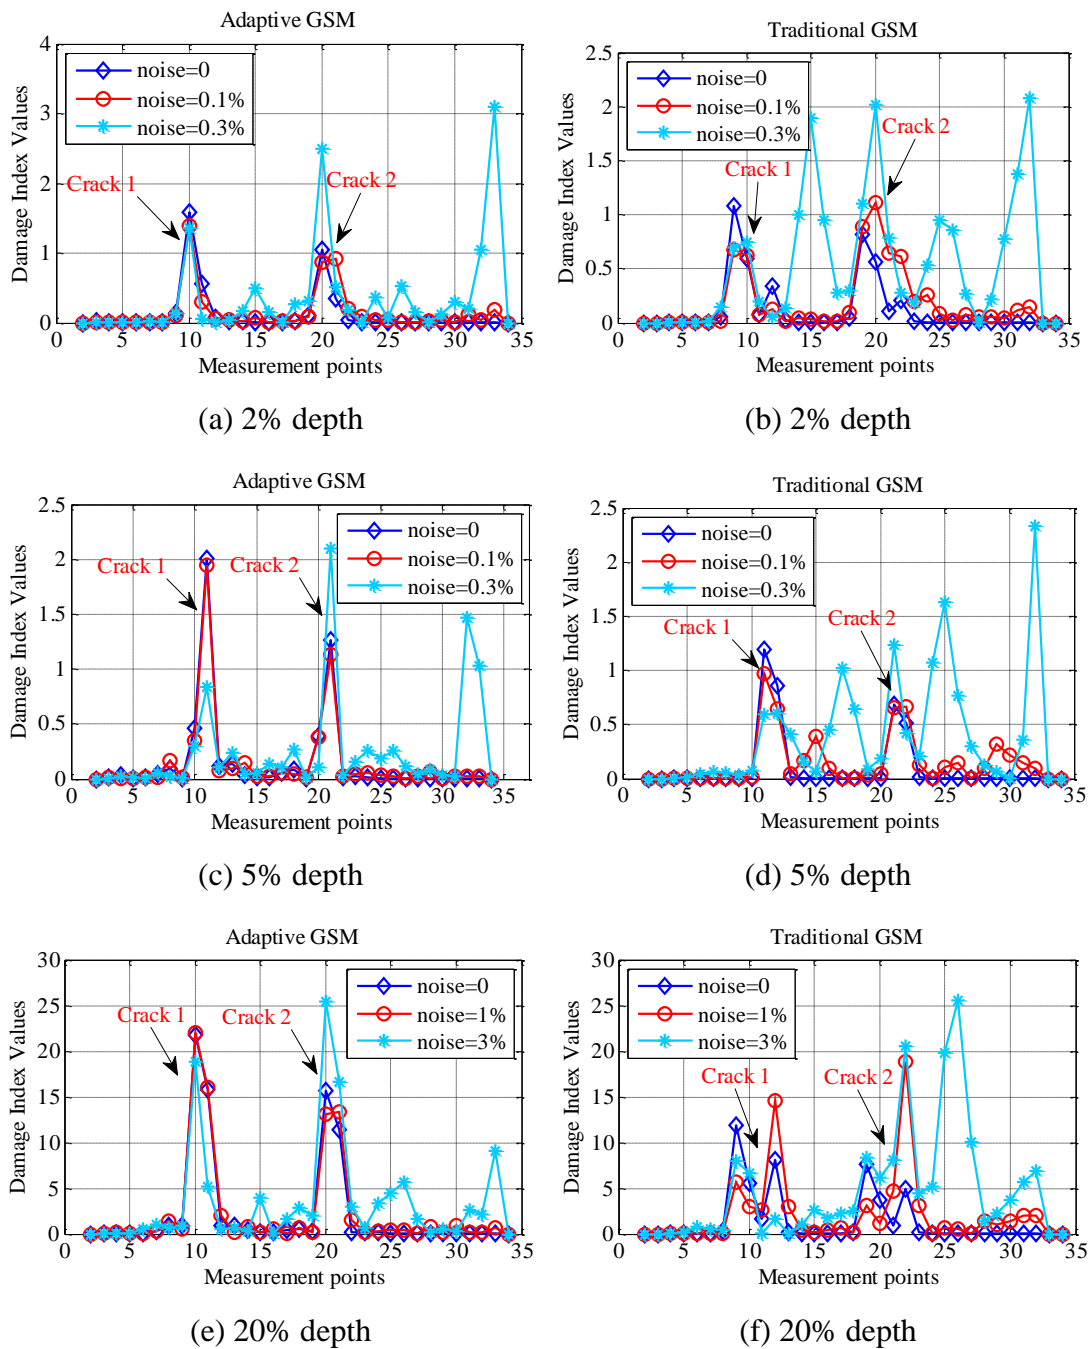 Adaptive GSM
4
3
2
1
0
0 5 10 15 20 25 30 35
Damage Index Values
Measurement points
noise=0
noise=0.1%
noise=0.3%
Crack 1
Crack 2
(a) 2% depth
Traditional GSM
2.5
2
1.5
1
0.5
0
0 5 10 15 20 25 30 35
Damage Index Values
Measurement points
noise=0
noise=0.1%
noise=0.3%
Crack 1
Crack 2
(b) 2% depth
Adaptive GSM
2.5
2
1.5
1
0.5
0
0 5 10 15 20 25 30 35
Damage Index Values
Measurement points
noise=0
noise=0.1%
noise=0.3%
Crack 1
Crack 2
(c) 5% depth
Traditional GSM
2.5
2
1.5
1
0.5
0
0 5 10 15 20 25 30 35
Damage Index Values
Measurement points
noise=0
noise=0.1%
noise=0.3%
Crack 1
Crack 2
(d) 5% depth
Adaptive GSM
30
25
20
15
10
5
0
0 5 10 15 20 25 30 35
Damage Index Values
Measurement points
noise=0
noise=1%
noise=3%
Crack 1
Crack 2
(e) 20% depth
Traditional GSM
30
25
20
15
10
5
0
0 5 10 15 20 25 30 35
Damage Index Values
Measurement points
noise=0
noise=1%
noise=3%
Crack 1
Crack 2
(f) 20% depth